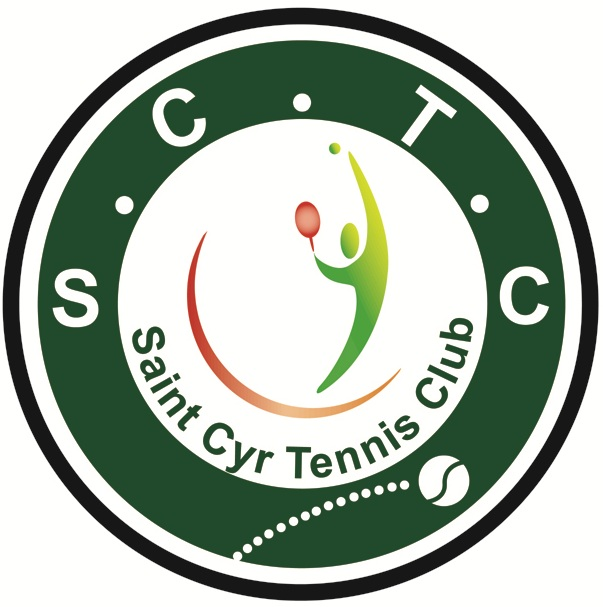 S . C . T . C
Saint Cyr Tennis Club